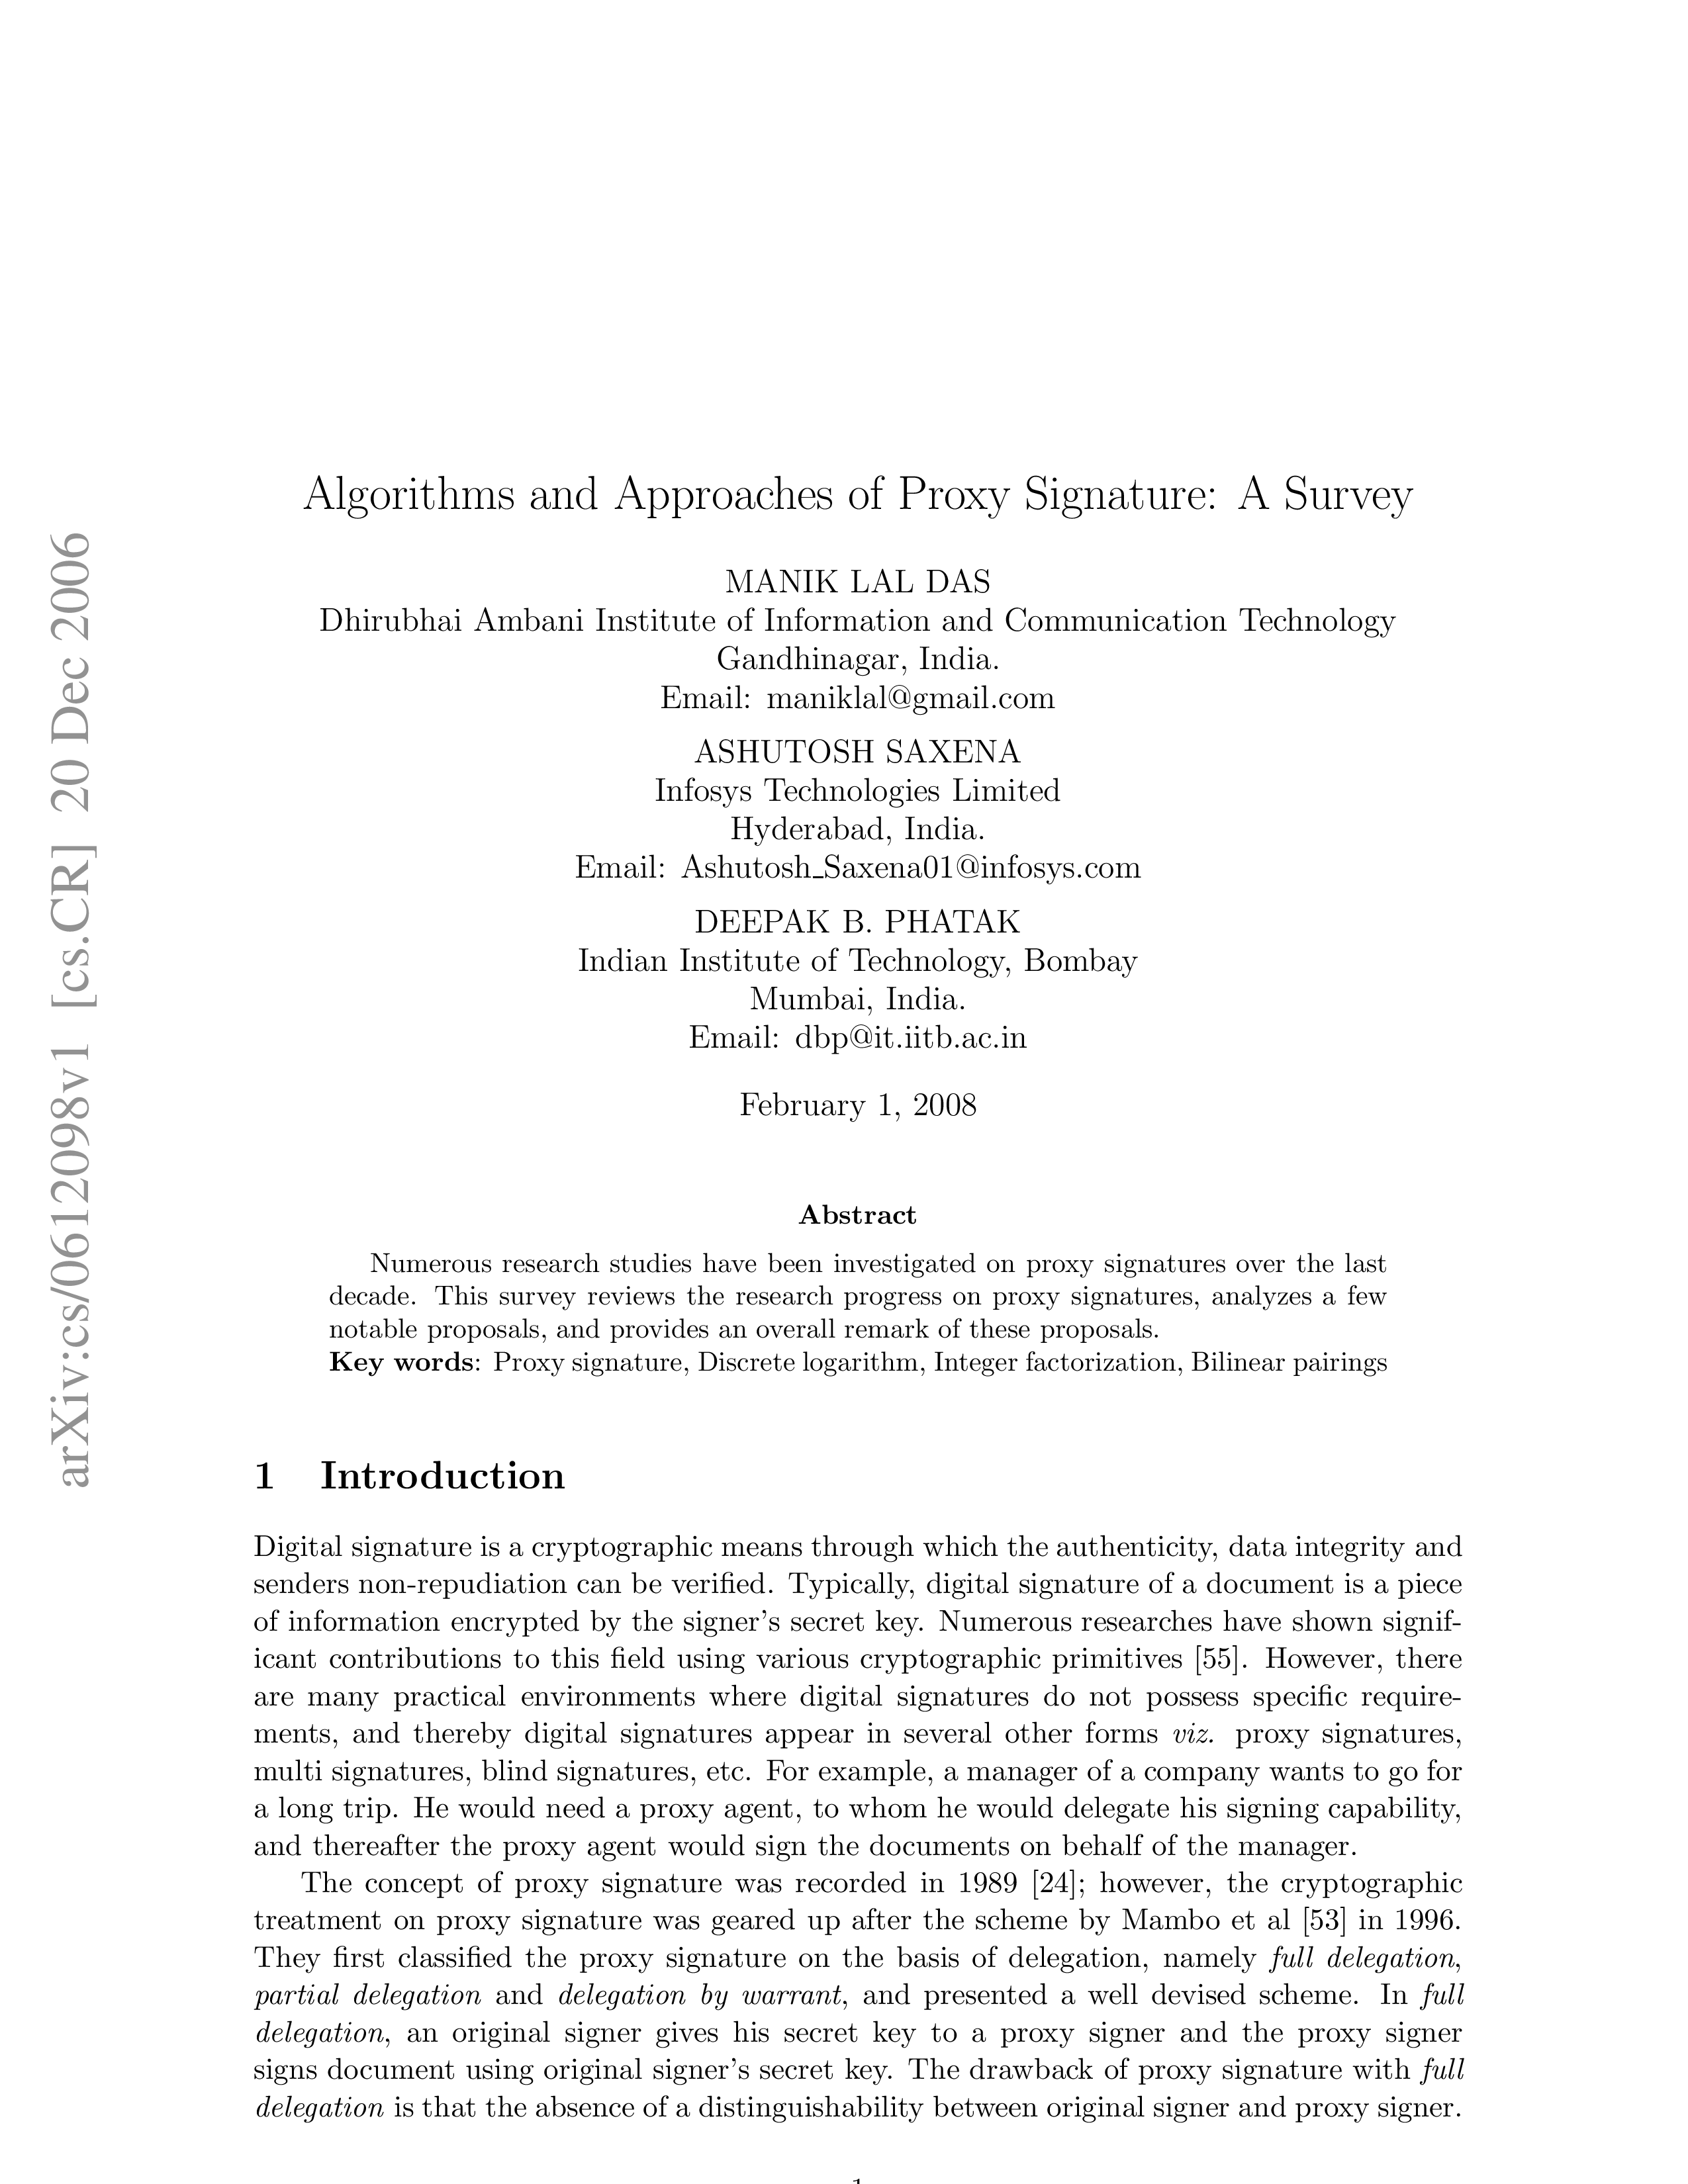 arXiv:cs/0612098v1 [cs.CR] 20 Dec 2006
Algorithms and Approaches of Proxy Signature: A Survey
MANIK LAL DAS
Dhirubhai Ambani Institute of Information and Communication Technology
Gandhinagar, India.
Email: maniklal@gmail.com
ASHUTOSH SAXENA
Infosys Technologies Limited
Hyderabad, India.
Email: Ashutosh_Saxena01@infosys.com
DEEPAK B. PHATAK
Indian Institute of Technology, Bombay
Mumbai, India.
Email: dbp@it.iitb.ac.in
February 1, 2008
Abstract
Numerous research studies have been investigated on proxy signatures over the last
decade. This survey reviews the research progress on proxy signatures, analyzes a few
notable proposals, and provides an overall remark of these proposals.
Key words: Proxy signature, Discrete logarithm, Integer factorization, Bilinear pairings
1 Introduction
Digital signature is a cryptographic means through which the authenticity, data integrity and
senders non-repudiation can be verified. Typically, digital signature of a document is a piece
of information encrypted by the signer's secret key. Numerous researches have shown signif-
icant contributions to this field using various cryptographic primitives [55]. However, there
are many practical environments where digital signatures do not possess specific require-
ments, and thereby digital signatures appear in several other forms viz. proxy signatures,
multi signatures, blind signatures, etc. For example, a manager of a company wants to go for
a long trip. He would need a proxy agent, to whom he would delegate his signing capability,
and thereafter the proxy agent would sign the documents on behalf of the manager.
The concept of proxy signature was recorded in 1989 [24]; however, the cryptographic
treatment on proxy signature was geared up after the scheme by Mambo et al [53] in 1996.
They first classified the proxy signature on the basis of delegation, namely full delegation,
partial delegation and delegation by warrant, and presented a well devised scheme. In full
delegation, an original signer gives his secret key to a proxy signer and the proxy signer
signs document using original signer's secret key. The drawback of proxy signature with full
delegation is that the absence of a distinguishability between original signer and proxy signer.
1